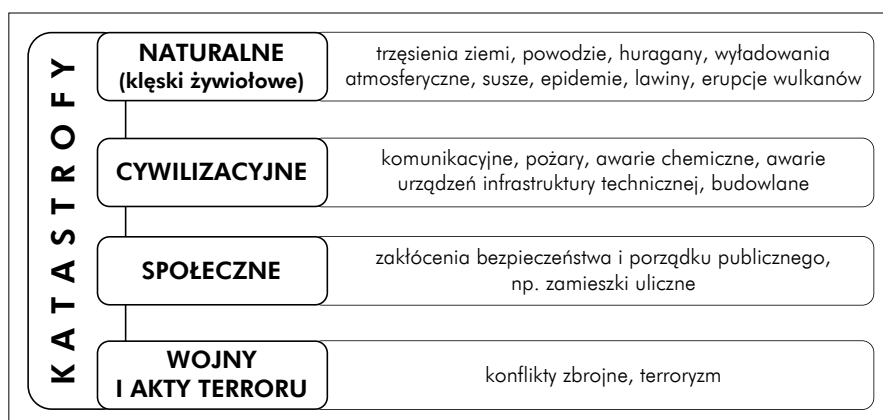 KATASTROFY
NATURALNE
(klęski żywiołowe)
trzęsienia ziemi, powodzie, huragany, wyładowania
atmosferyczne, susze, epidemie, lawiny, erupcje wulkanów
CYWILIZACYJNE
komunikacyjne, pożary, awarie chemiczne, awarie
urządzeń infrastruktury technicznej, budowlane
SPOŁECZNE
zakłócenia bezpieczeństwa i porządku publicznego,
np. zamieszki uliczne
WOJNY
I AKTY TERRORU
konflikty zbrojne, terroryzm